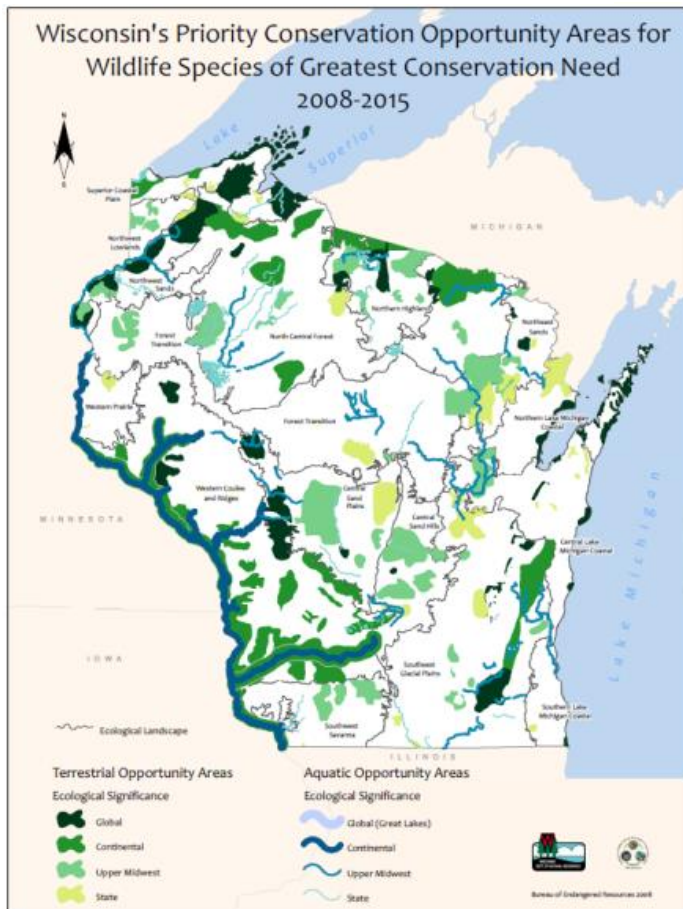 Wisconsin's Priority Conservation Opportunity Areas for
Wildlife Species of Greatest Conservation Need
2008-2015
N
S
Lake
Superior
Superior Coastal
Plain
MICHIGAN
Northwest
Lowlands
Northwest
Sands
Northern Highland
Northeast
Sands
Forest
Transition
North Central Forest
Western Prairie
Forest Transition
Northern Lake Michigan
Coastal
Western Coulee
and Ridges
Central
Sand
Plains
Central
Sand Hills
MINNESOTA
Central Lake
Michigan Coastal
Lake Michigan
IOWA
Southeast
Glacial Plains
Southern Lake
Michigan Coastal
Southwest
Savanna
ILLINOIS
Ecological Landscape
Terrestrial Opportunity Areas
Ecological Significance
Global
Continental
Upper Midwest
State
Aquatic Opportunity Areas
Ecological Significance
Global (Great Lakes)
Continental
Upper Midwest
State
Bureau of Endangered Resources 2008